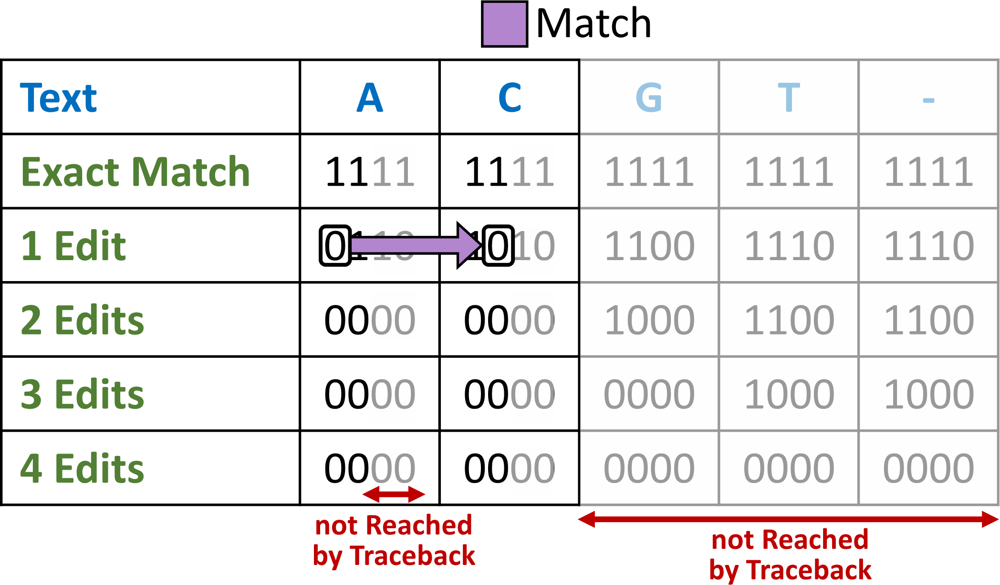 Match
Text A C G T -
Exact Match 1111 1111 1111 1111 1111
1 Edit 0110 1010 1100 1110 1110
2 Edits 0000 0000 1000 1100 1100
3 Edits 0000 0000 0000 1000 1000
4 Edits 0000 0000 0000 0000 0000
not Reached
by Traceback
not Reached
by Traceback